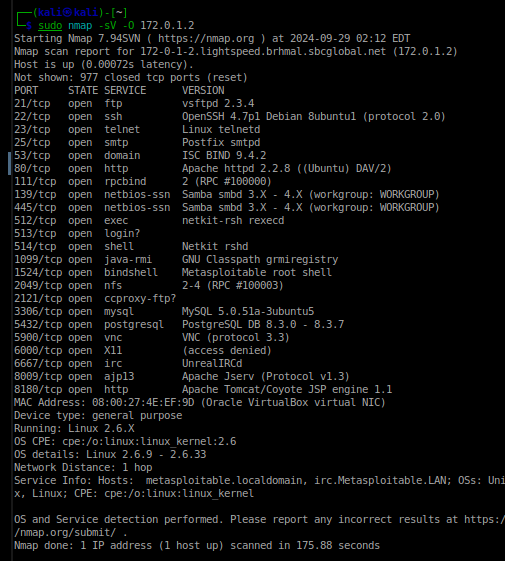 ┌──(kali㉿kali)-[~]
└─$ sudo nmap -sV -O 172.0.1.2
Starting Nmap 7.94SVN ( https://nmap.org ) at 2024-09-29 02:12 EDT
Nmap scan report for 172-0-1-2.lightspeed.brhmal.sbcglobal.net (172.0.1.2)
Host is up (0.00072s latency).
Not shown: 977 closed tcp ports (reset)
PORT     STATE SERVICE     VERSION
21/tcp   open  ftp         vsftpd 2.3.4
22/tcp   open  ssh         OpenSSH 4.7p1 Debian 8ubuntu1 (protocol 2.0)
23/tcp   open  telnet      Linux telnetd
25/tcp   open  smtp        Postfix smtpd
53/tcp   open  domain      ISC BIND 9.4.2
80/tcp   open  http        Apache httpd 2.2.8 ((Ubuntu) DAV/2)
111/tcp  open  rpcbind     2 (RPC #100000)
139/tcp  open  netbios-ssn Samba smbd 3.X - 4.X (workgroup: WORKGROUP)
445/tcp  open  netbios-ssn Samba smbd 3.X - 4.X (workgroup: WORKGROUP)
512/tcp  open  exec        netkit-rsh rexecd
513/tcp  open  login?
514/tcp  open  shell       Netkit rshd
1099/tcp open  java-rmi    GNU Classpath grmiregistry
1524/tcp open  bindshell   Metasploitable root shell
2049/tcp open  nfs         2-4 (RPC #100003)
2121/tcp open  ccproxy-ftp?
3306/tcp open  mysql       MySQL 5.0.51a-3ubuntu5
5432/tcp open  postgresql  PostgreSQL DB 8.3.0 - 8.3.7
5900/tcp open  vnc         VNC (protocol 3.3)
6000/tcp open  X11         (access denied)
6667/tcp open  irc         UnrealIRCd
8009/tcp open  ajp13       Apache Jserv (Protocol v1.3)
8180/tcp open  http        Apache Tomcat/Coyote JSP engine 1.1
MAC Address: 08:00:27:4E:EF:9D (Oracle VirtualBox virtual NIC)
Device type: general purpose
Running: Linux 2.6.X
OS CPE: cpe:/o:linux:linux_kernel:2.6
OS details: Linux 2.6.9 - 2.6.33
Network Distance: 1 hop
Service Info: Hosts:  metasploitable.localdomain, irc.Metasploitable.LAN; OSs: Uni
x, Linux; CPE: cpe:/o:linux:linux_kernel

OS and Service detection performed. Please report any incorrect results at https:/
/nmap.org/submit/ .
Nmap done: 1 IP address (1 host up) scanned in 175.88 seconds